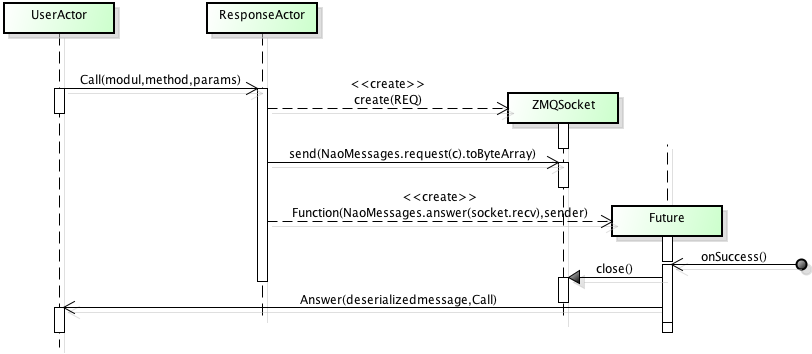 UserActor
ResponseActor
Call(modul,method,params)
<<create>>
create(REQ)
ZMQSocket
send(NaoMessages.request(c).toByteArray)
<<create>>
Function(NaoMessages.answer(socket.recv),sender)
Future
onSuccess()
close()
Answer(deserializedmessage,Call)